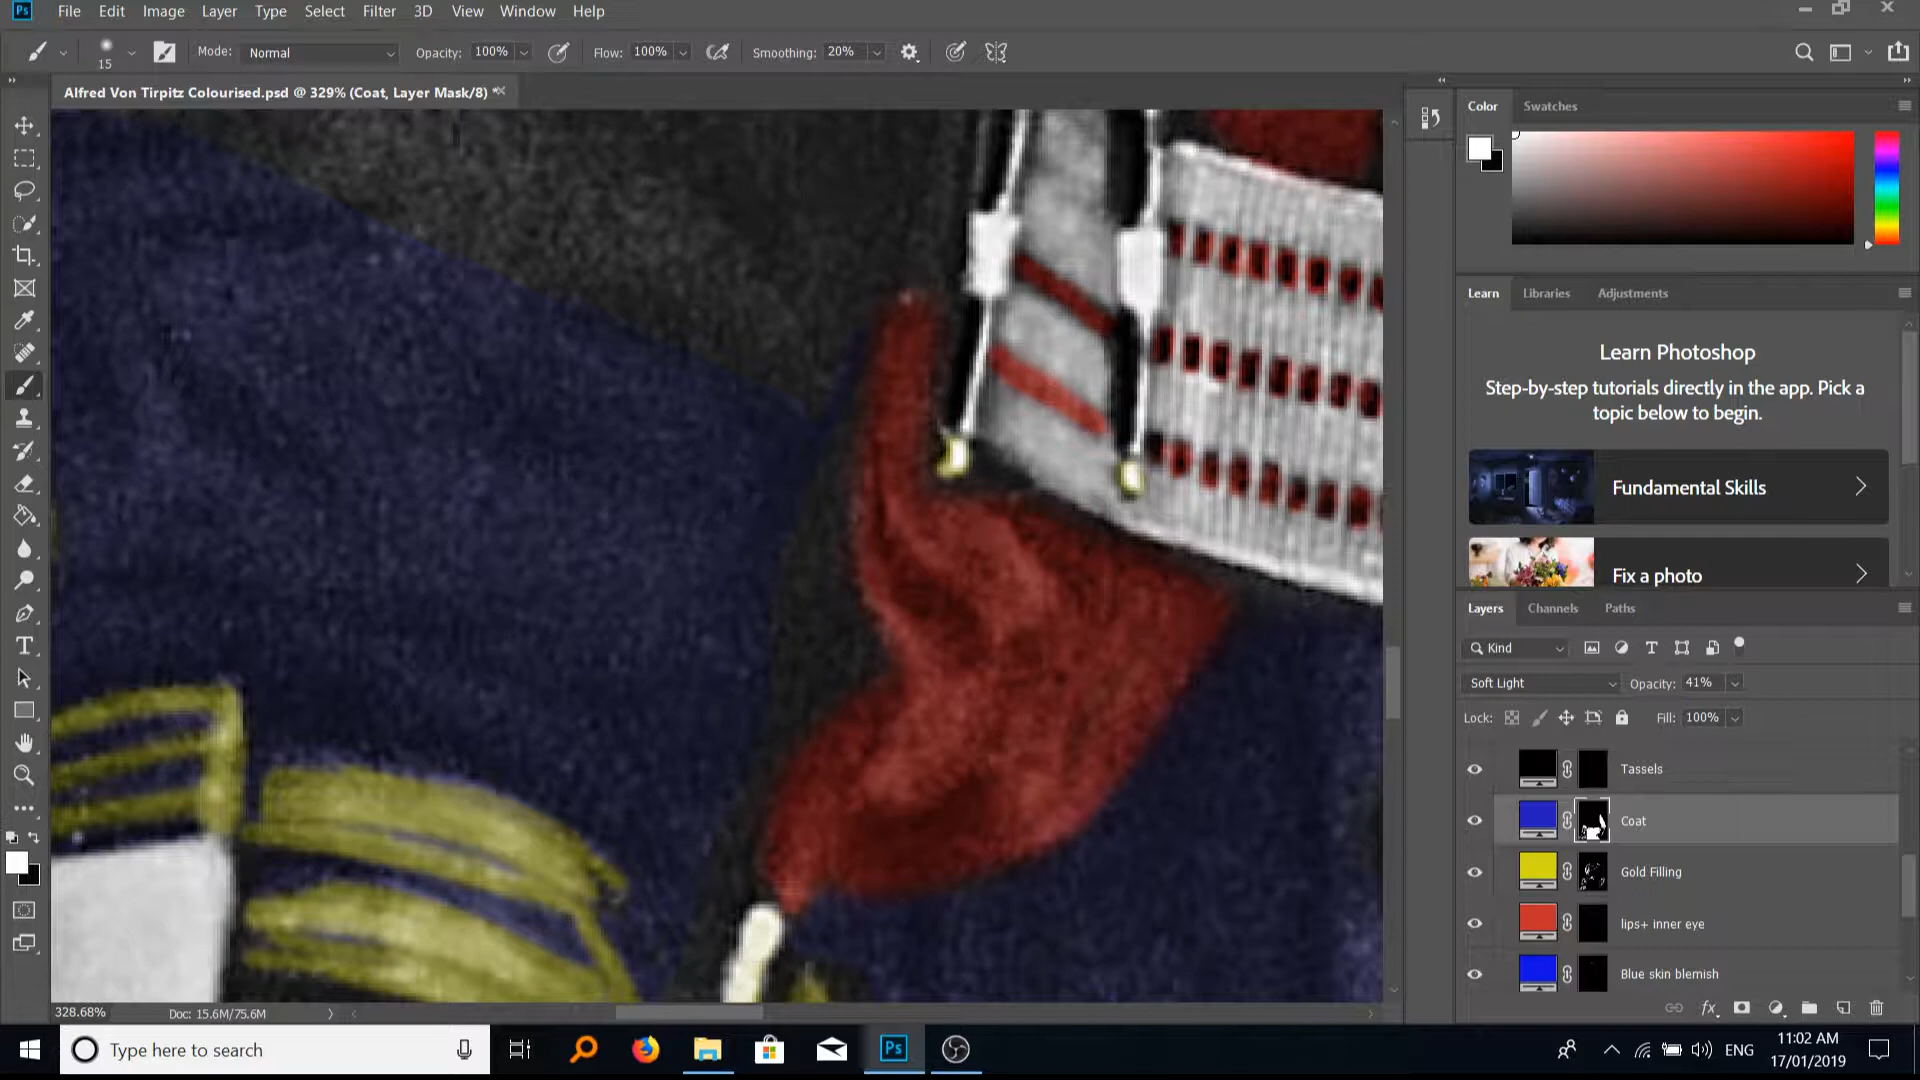 Ps File Edit Image Layer Type Select Filter 3D View Window Help
15 Mode: Normal Opacity: 100% Flow: 100% Smoothing: 20%
Alfred Von Tirpitz Colourised.psd @ 329% (Coat, Layer Mask/8) *
Color Swatches
Learn Libraries Adjustments
Learn Photoshop
Step-by-step tutorials directly in the app. Pick a
topic below to begin.
Fundamental Skills
Fix a photo
Layers Channels Paths
Kind
Soft Light Opacity: 41%
Lock: Fill: 100%
Tassels
Coat
Gold Filling
lips+ inner eye
Blue skin blemish
fx
328.68% Doc: 15.6M/75.6M
Type here to search
Ps
ENG
11:02 AM
17/01/2019